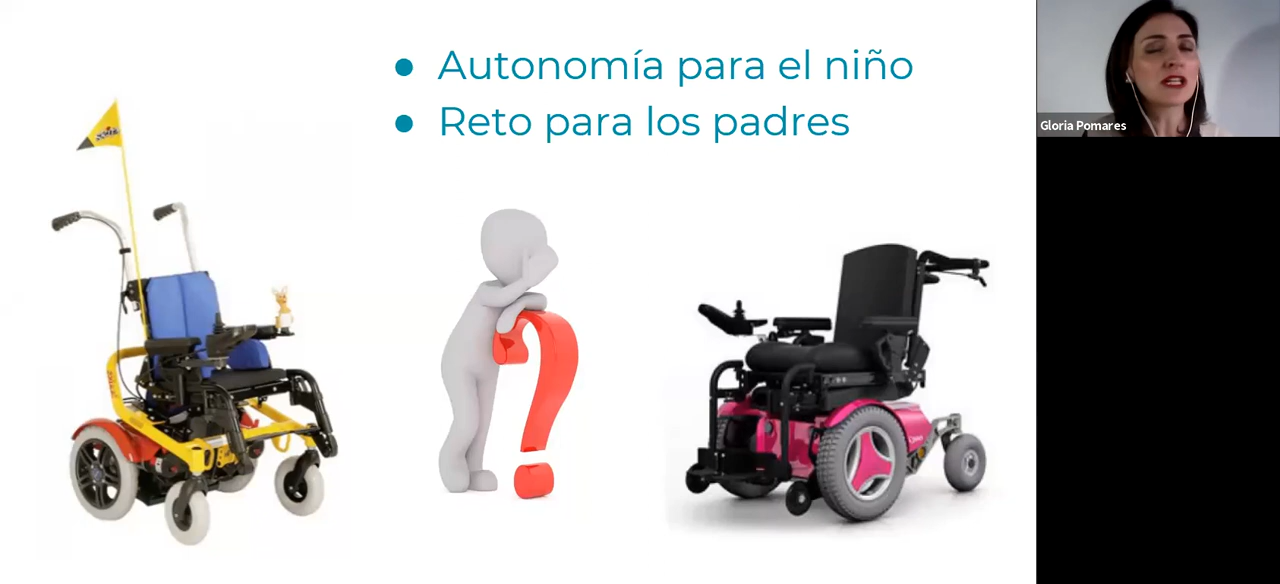 ● Autonomía para el niño
● Reto para los padres
Gloria Pomares